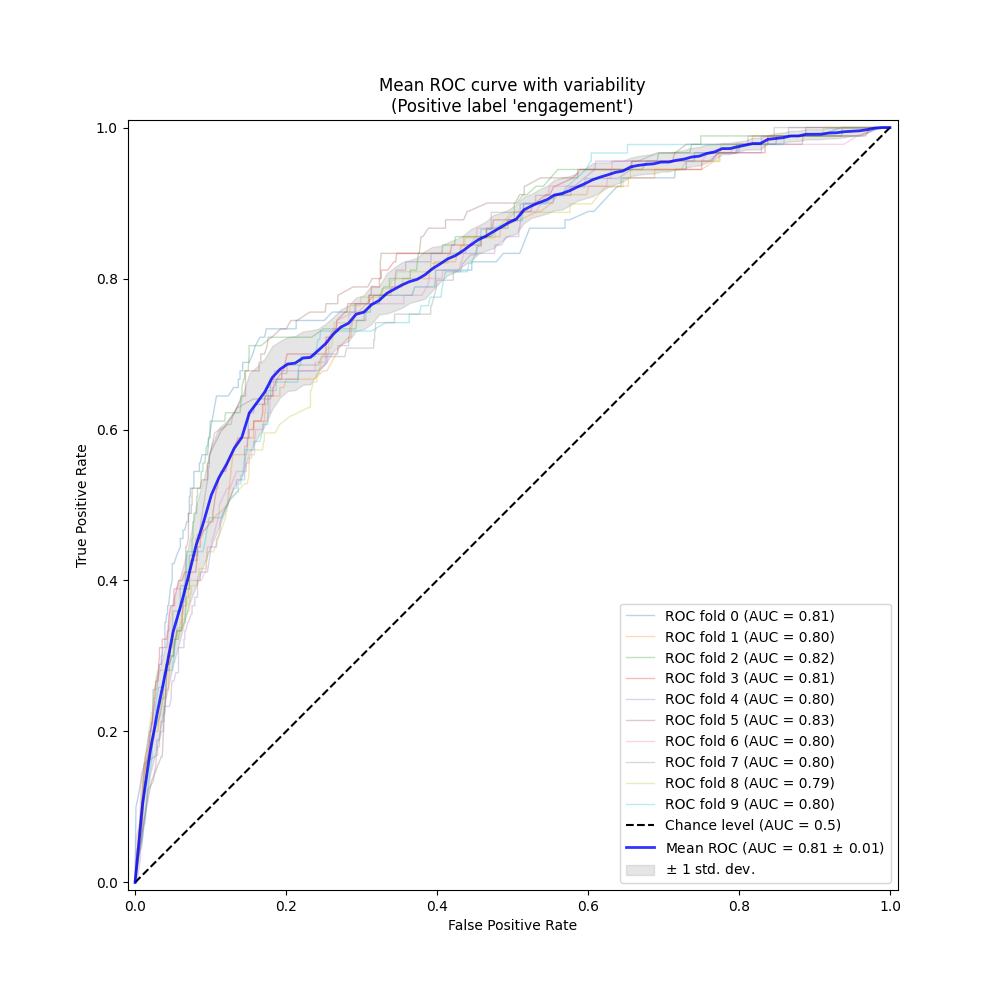 Mean ROC curve with variability
(Positive label 'engagement')
True Positive Rate
1.0
0.8
0.6
0.4
0.2
0.0
0.0 0.2 0.4 0.6 0.8 1.0
False Positive Rate
ROC fold 0 (AUC = 0.81)
ROC fold 1 (AUC = 0.80)
ROC fold 2 (AUC = 0.82)
ROC fold 3 (AUC = 0.81)
ROC fold 4 (AUC = 0.80)
ROC fold 5 (AUC = 0.83)
ROC fold 6 (AUC = 0.80)
ROC fold 7 (AUC = 0.80)
ROC fold 8 (AUC = 0.79)
ROC fold 9 (AUC = 0.80)
Chance level (AUC = 0.5)
Mean ROC (AUC = 0.81 ± 0.01)
± 1 std. dev.